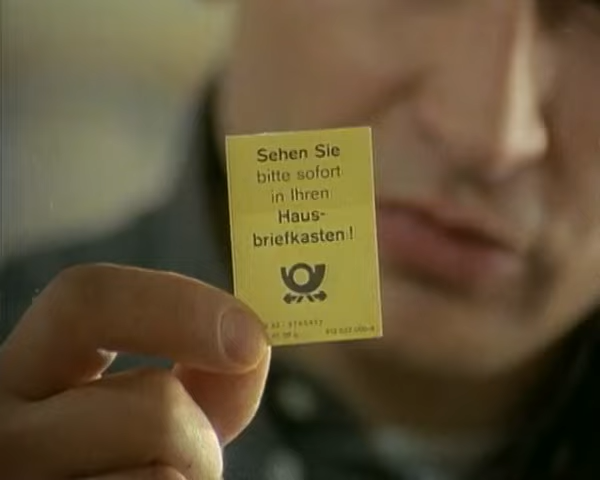 Sehen Sie
bitte sofort
in Ihren
Haus-
briefkasten!